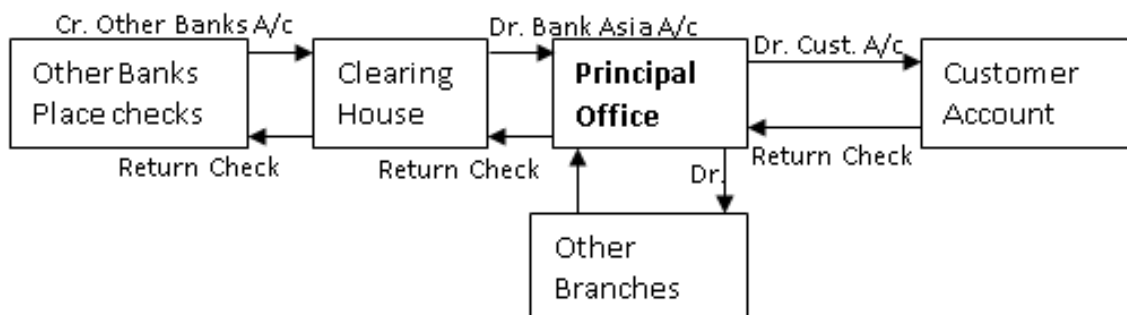 Cr. Other Banks A/c
Dr. Bank Asia A/c
Dr. Cust. A/c
Other Banks
Place checks
Clearing
House
Principal
Office
Customer
Account
Return Check
Return Check
Return Check
Dr.
Other
Branches